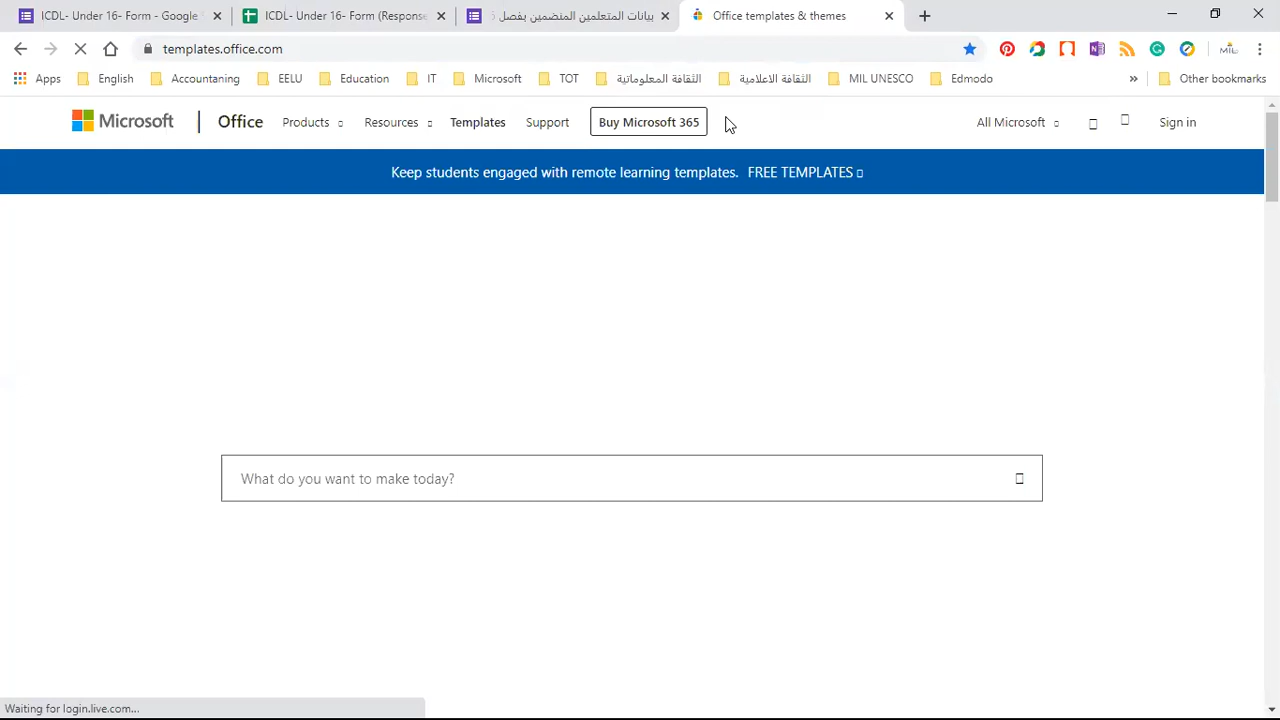 ICDL- Under 16- Form - Google
ICDL- Under 16- Form (Response
بيانات المتعلمين المنضمين بفصل 5
Office templates & themes
templates.office.com
MIL
Apps
English
Accountaning
EELU
Education
IT
Microsoft
TOT
الثقافة المعلوماتية
الثقافة الاعلامية
MIL UNESCO
Edmodo
»
Other bookmarks
Microsoft
Office
Products
Resources
Templates
Support
Buy Microsoft 365
All Microsoft
Sign in
Keep students engaged with remote learning templates. FREE TEMPLATES
What do you want to make today?
Waiting for login.live.com...